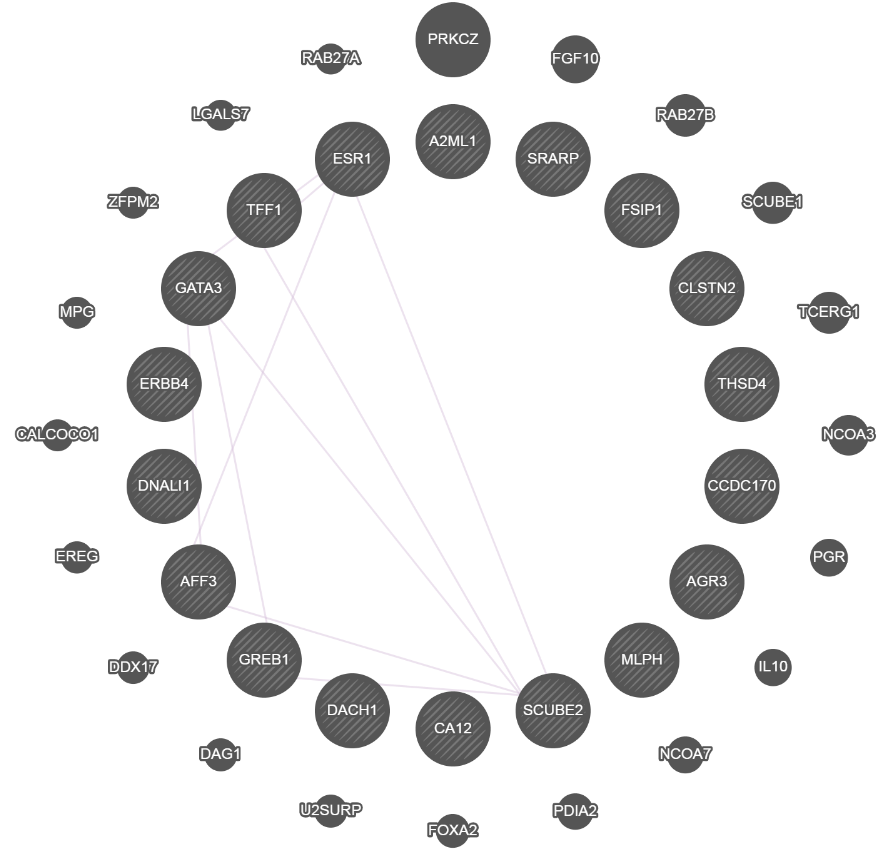 PRKCZ
RAB27A
FGF10
LGALS7
RAB27B
A2ML1
ESR1
SRARP
ZFPM2
SCUBE1
TFF1
FSIP1
GATA3
CLSTN2
MPG
TCERG1
ERBB4
THSD4
CALCOCO1
NCOA3
DNALI1
CCDC170
EREG
PGR
AFF3
AGR3
GREB1
MLPH
DDX17
IL10
DACH1
SCUBE2
CA12
DAG1
NCOA7
U2SURP
PDIA2
FOXA2